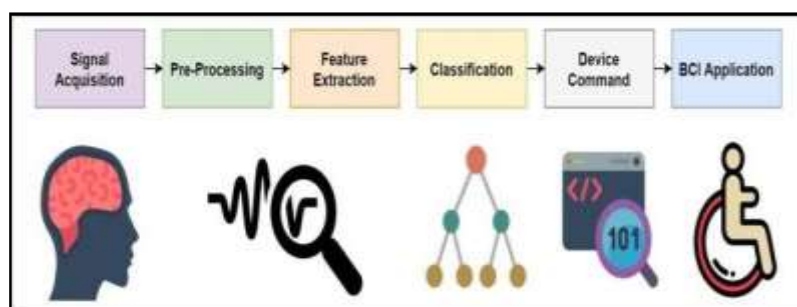 Signal
Acquisition
Pre-Processing
Feature
Extraction
Classification
Device
Command
BCI Application
</>
101